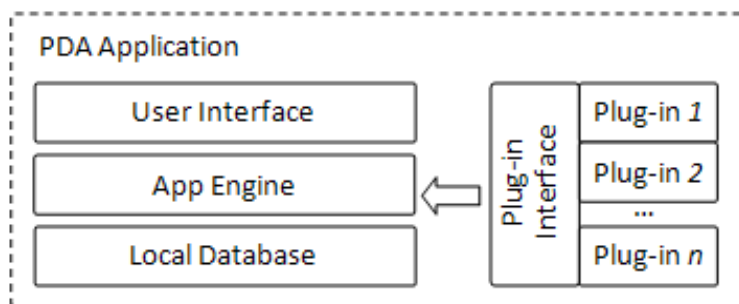 PDA Application
User Interface
App Engine
Local Database
Plug-in
Interface
Plug-in 1
Plug-in 2
...
Plug-in n